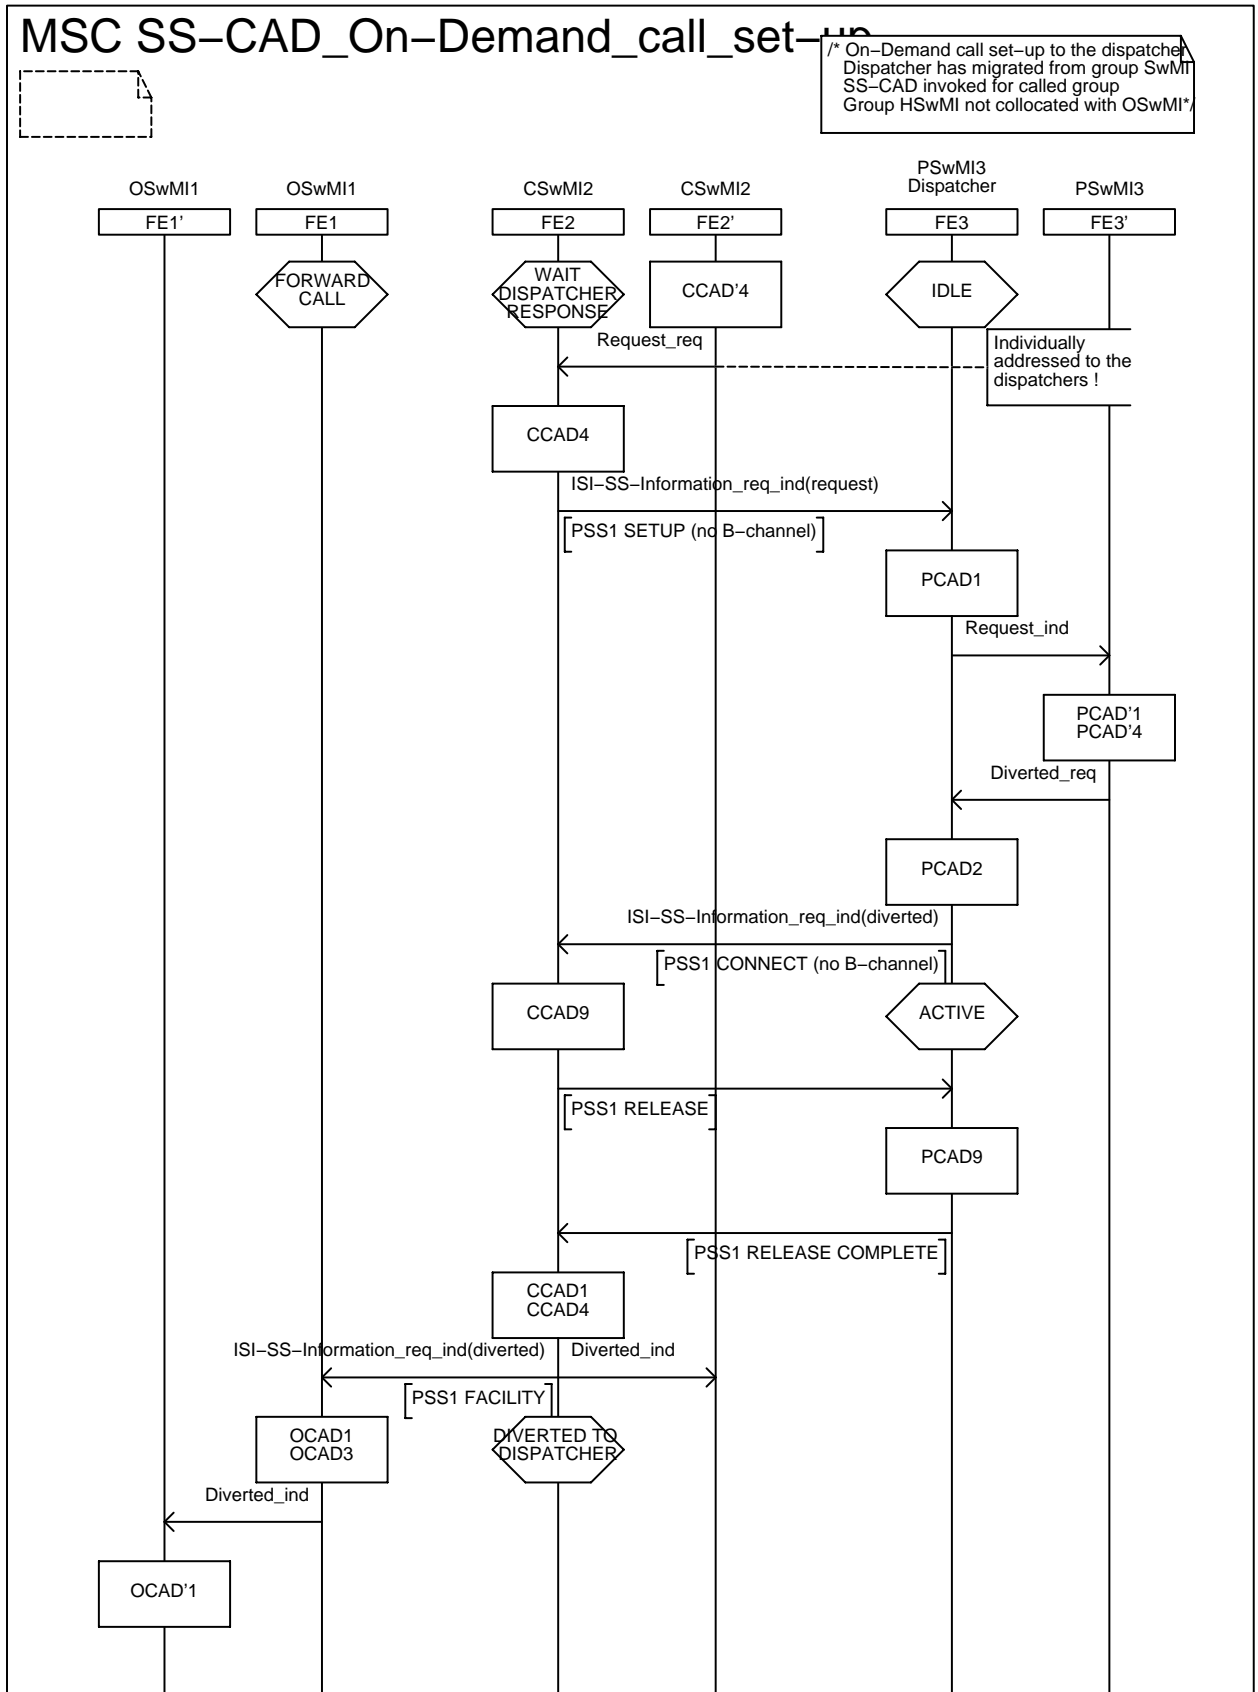 MSC SS−CAD_On−Demand_call_set−up
/* On−Demand call set−up to the dispatcher
Dispatcher has migrated from group SwMI
SS−CAD invoked for called group
Group HSwMI not collocated with OSwMI*/
OSwMI1
OSwMI1
CSwMI2
CSwMI2
PSwMI3
Dispatcher
PSwMI3
FE1'
FE1
FE2
FE2'
FE3
FE3'
FORWARD
CALL
WAIT
DISPATCHER
RESPONSE
CCAD'4
IDLE
Request_req
Individually
addressed to the
dispatchers !
CCAD4
ISI−SS−Information_req_ind(request)
PSS1 SETUP (no B−channel)
PCAD1
Request_ind
PCAD'1
PCAD'4
Diverted_req
PCAD2
ISI−SS−Information_req_ind(diverted)
PSS1 CONNECT (no B−channel)
CCAD9
ACTIVE
PSS1 RELEASE
PCAD9
PSS1 RELEASE COMPLETE
CCAD1
CCAD4
ISI−SS−Information_req_ind(diverted)
Diverted_ind
PSS1 FACILITY
OCAD1
OCAD3
DIVERTED TO
DISPATCHER
Diverted_ind
OCAD'1